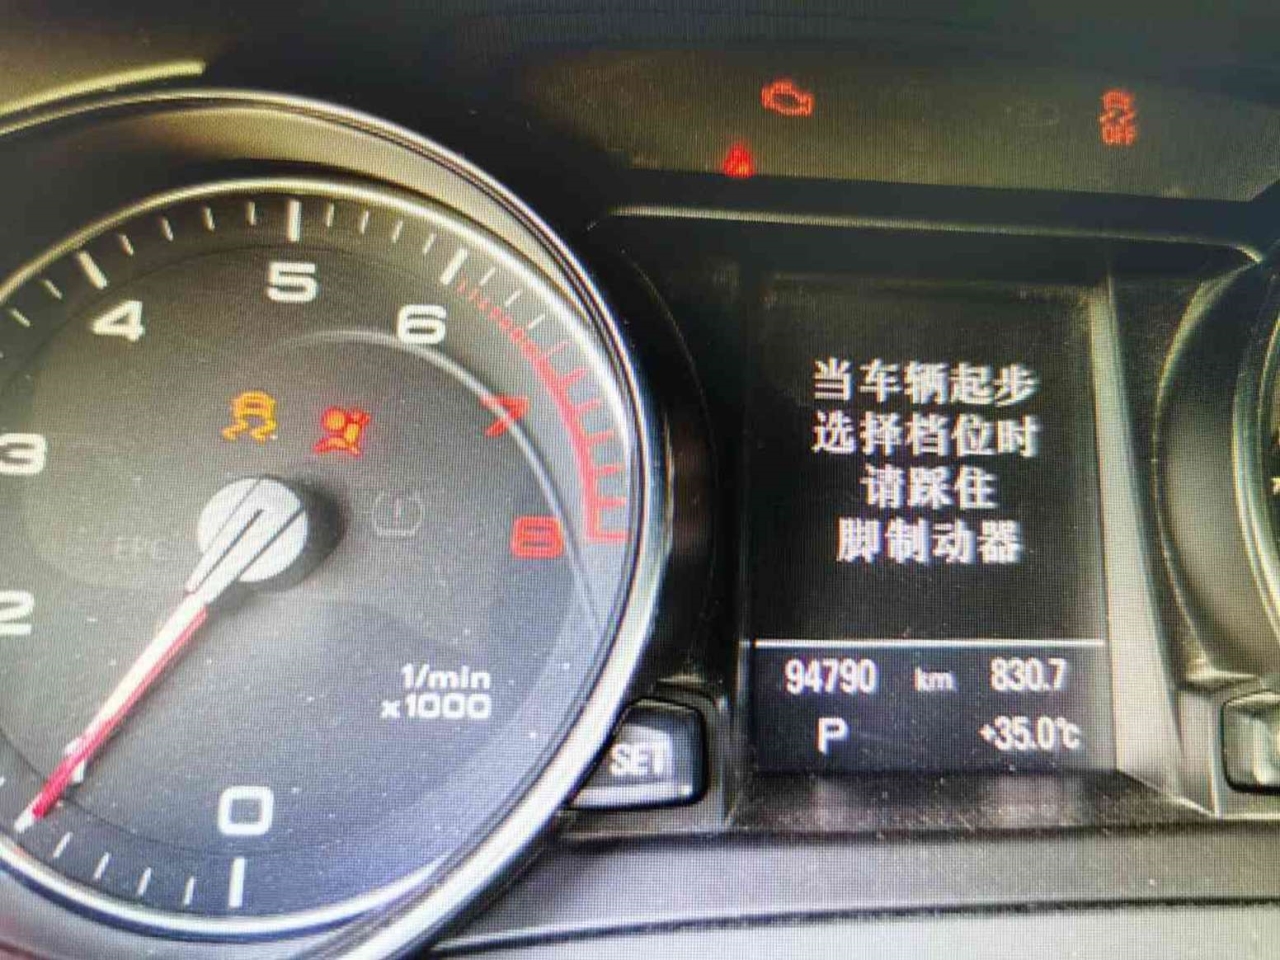 OFF
5
4
6
7
3
8
EPC
2
1/min
x1000
0
SET
当车辆起步
选择档位时
请踩住
脚制动器
94790 km 830.7
P +35.0℃